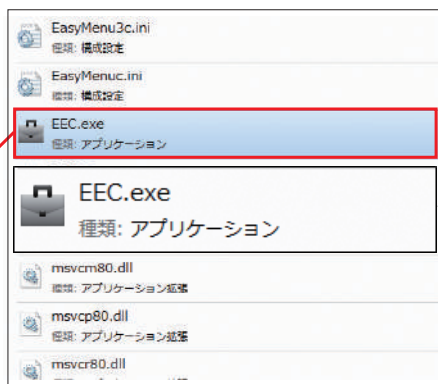 EasyMenu3c.ini
種類: 構成設定
EasyMenuc.ini
種類: 構成設定
EEC.exe
種類: アプリケーション
EEC.exe
種類: アプリケーション
msvcm80.dll
種類: アプリケーション拡張
msvcp80.dll
種類: アプリケーション拡張
msvcr80.dll